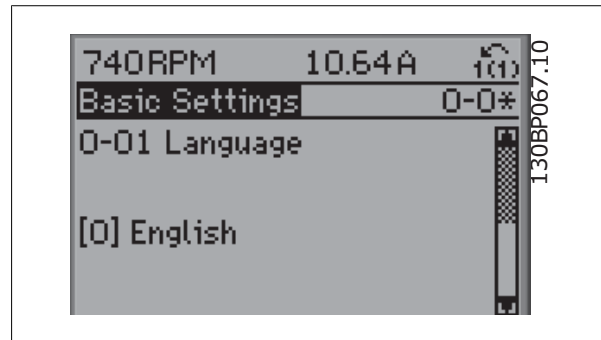 740RPM 10.64A 1(1)
Basic Settings 0-0*
0-01 Language
[0] English
130BP067.10